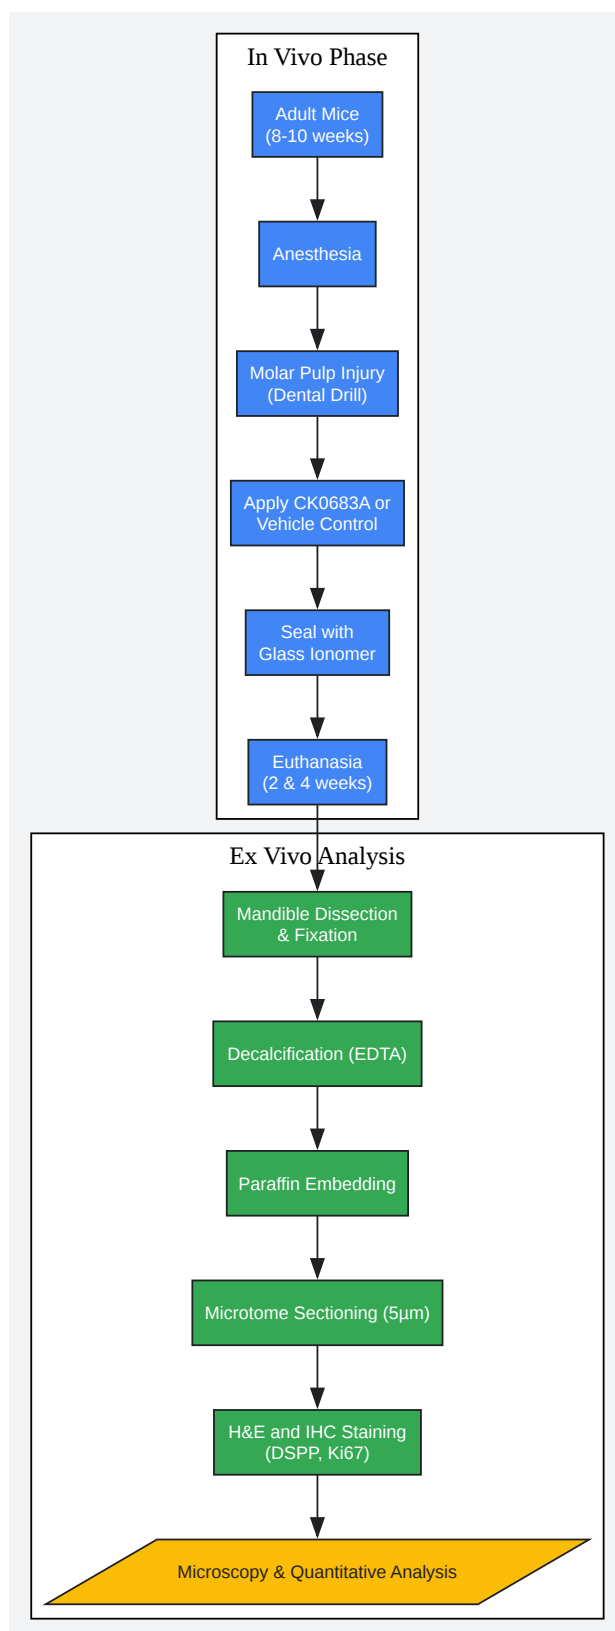 In Vivo Phase
Adult Mice
(8-10 weeks)
Anesthesia
Molar Pulp Injury
(Dental Drill)
Apply CK0683A or
Vehicle Control
Seal with
Glass Ionomer
Euthanasia
(2 & 4 weeks)
Ex Vivo Analysis
Mandible Dissection
& Fixation
Decalcification (EDTA)
Paraffin Embedding
Microtome Sectioning (5µm)
H&E and IHC Staining
(DSPP, Ki67)
Microscopy & Quantitative Analysis